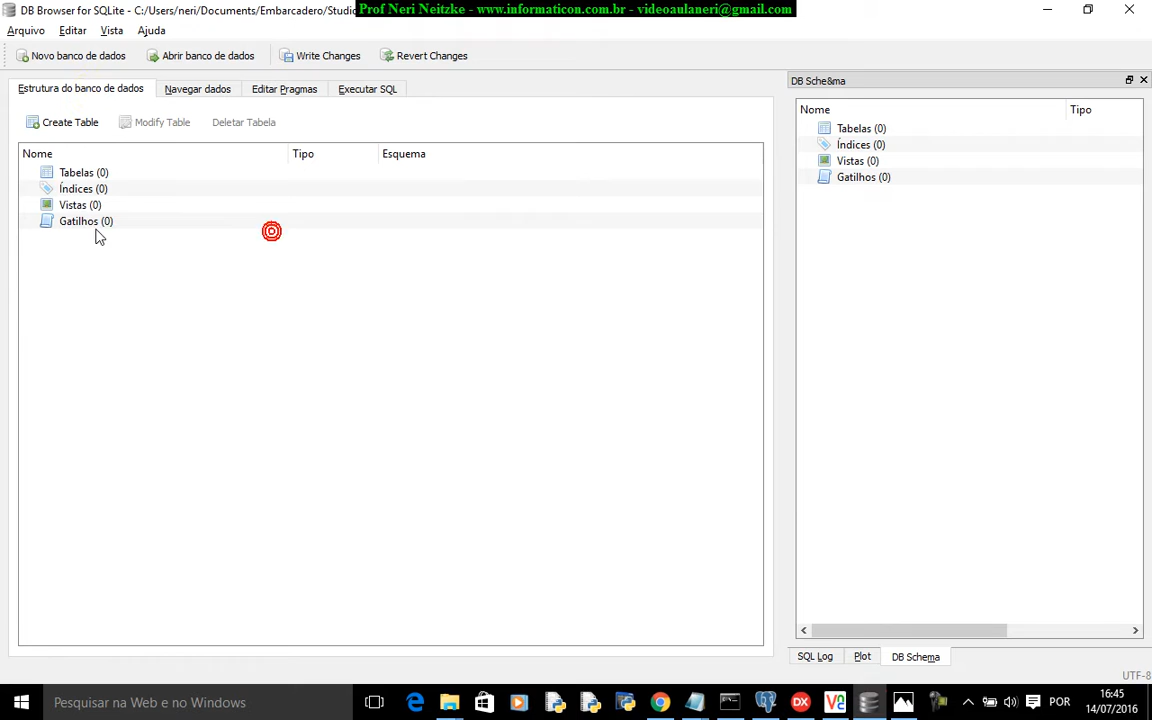 DB Browser for SQLite - C:/Users/neri/Documents/Embarcadero/Studi
Prof Neri Neitzke - www.informaticon.com.br - videoaulaneri@gmail.com
Arquivo Editar Vista Ajuda
Novo banco de dados Abrir banco de dados Write Changes Revert Changes
Estrutura do banco de dados Navegar dados Editar Pragmas Executar SQL
DB Sche&ma
Create Table Modify Table Deletar Tabela
Nome Tipo
Nome Tipo Esquema
Tabelas (0)
Índices (0)
Vistas (0)
Gatilhos (0)
Tabelas (0)
Índices (0)
Vistas (0)
Gatilhos (0)
SQL Log Plot DB Schema
UTF-8
Pesquisar na Web e no Windows
POR
16:45
14/07/2016